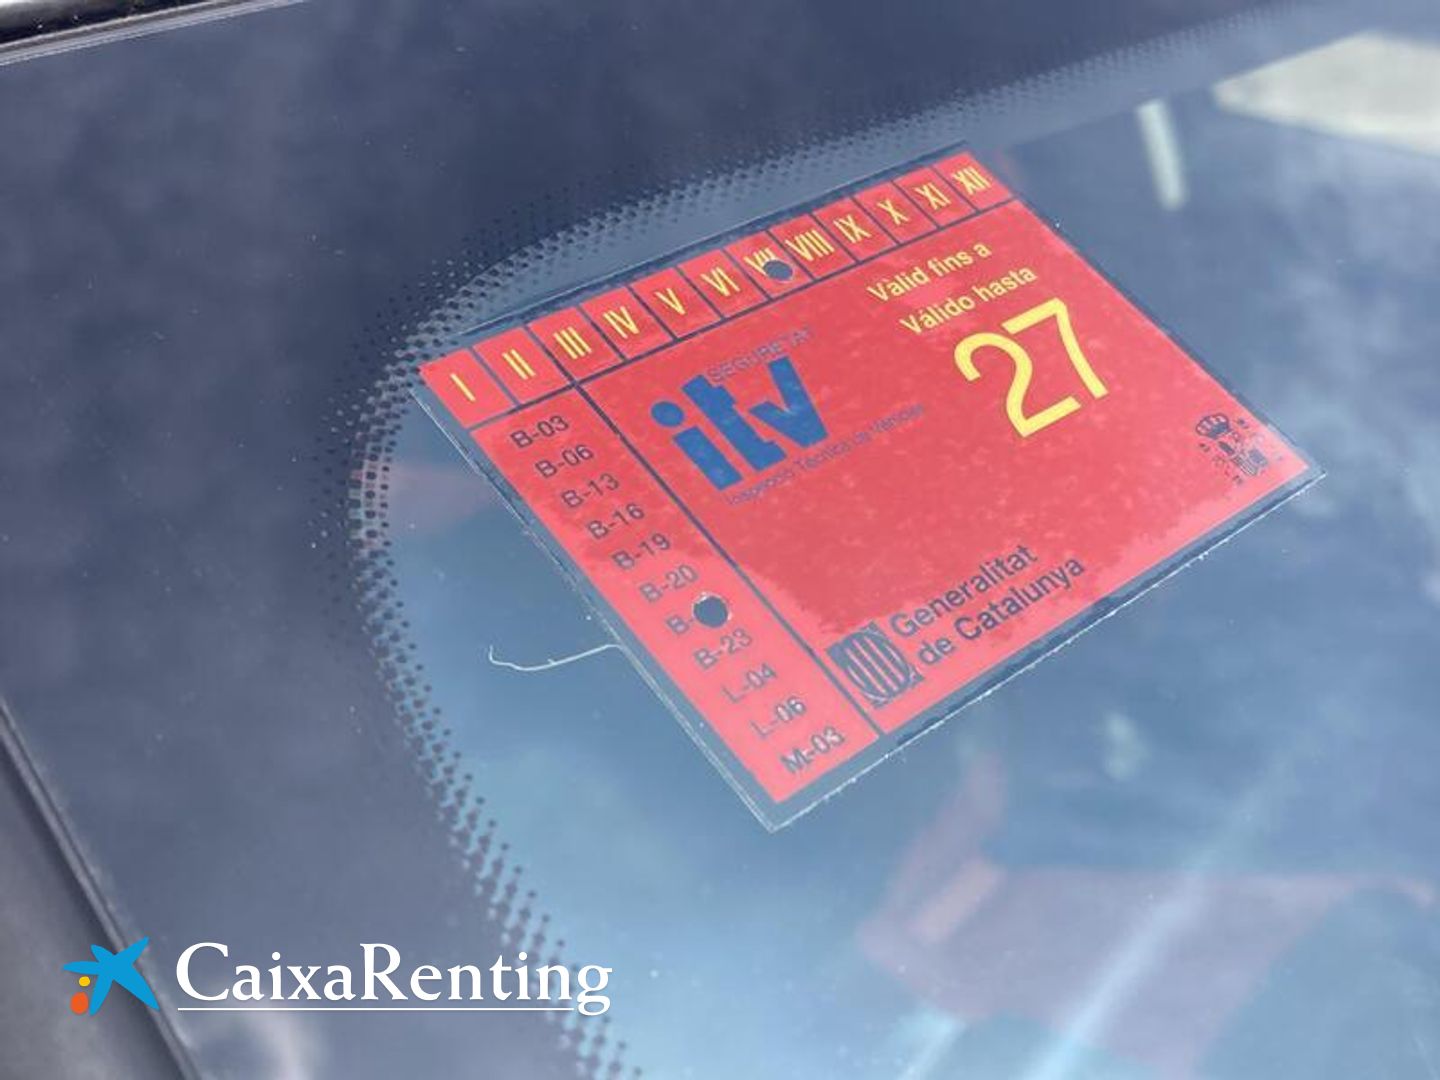 I II III IV V VI VII VIII IX X XI XII
Vàlid fins a
Válido hasta
27
SEGURETAT
itv
Inspecció Tècnica de Vehicles
B-03
B-06
B-13
B-16
B-19
B-20
B-
B-23
L-04
L-06
M-03
Generalitat
de Catalunya
CaixaRenting